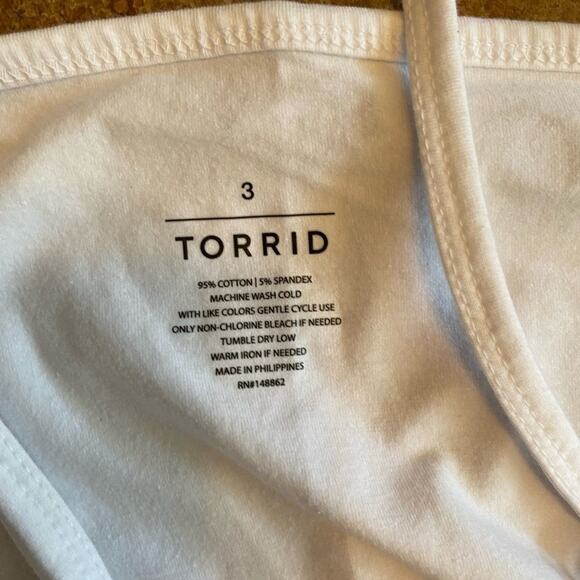 3
TORRID
95% COTTON | 5% SPANDEX
MACHINE WASH COLD
WITH LIKE COLORS GENTLE CYCLE USE
ONLY NON-CHLORINE BLEACH IF NEEDED
TUMBLE DRY LOW
WARM IRON IF NEEDED
MADE IN PHILIPPINES
RN#148862